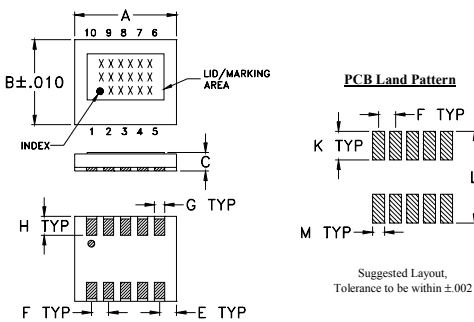 A
10 9 8 7 6
B±.010
XXXXXX
XXXXXX
XXXXX
LID/MARKING
AREA
INDEX
1 2 3 4 5
C
G TYP
H TYP
F TYP
E TYP
PCB Land Pattern
F TYP
K TYP
L
M TYP
Suggested Layout,
Tolerance to be within ±.002